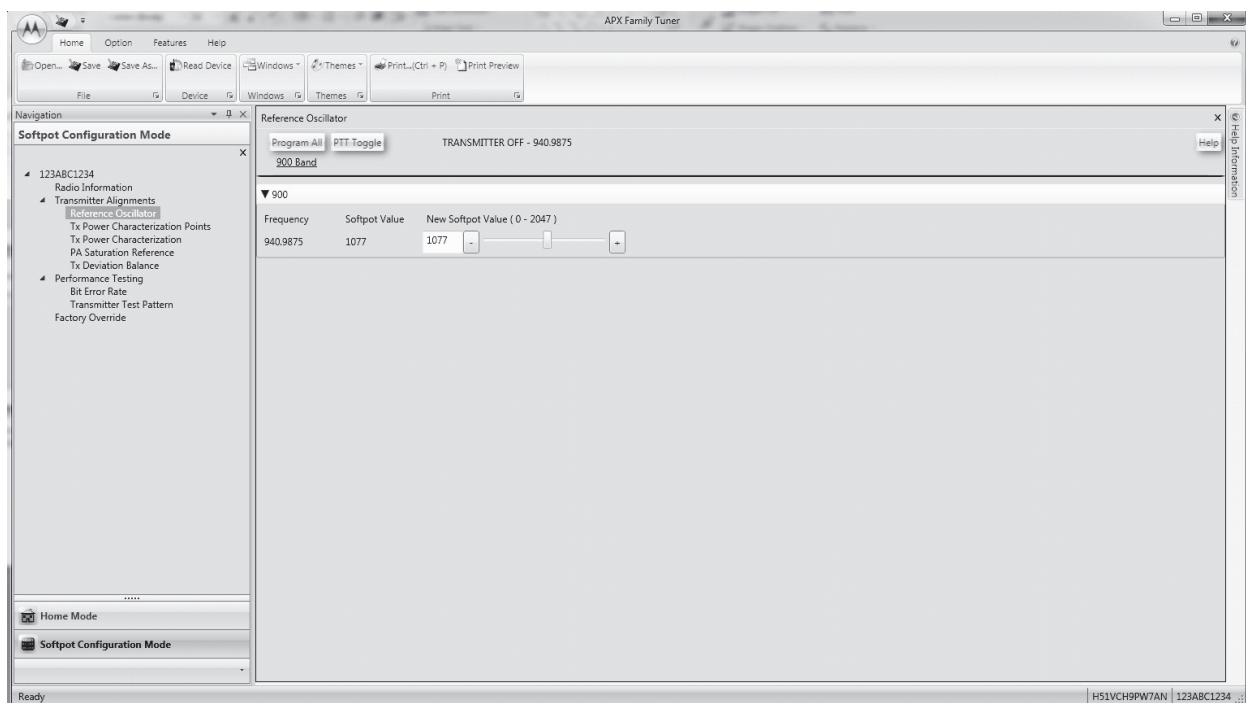 APX Family Tuner
Home Option Features Help
Open... Save Save As... Read Device Windows Themes Print...(Ctrl + P) Print Preview
File Device Windows Themes Print
Navigation
Softpot Configuration Mode
123ABC1234
Radio Information
Transmitter Alignments
Reference Oscillator
Tx Power Characterization Points
Tx Power Characterization
PA Saturation Reference
Tx Deviation Balance
Performance Testing
Bit Error Rate
Transmitter Test Pattern
Factory Override
Home Mode
Softpot Configuration Mode
Reference Oscillator
Program All PTT Toggle TRANSMITTER OFF - 940.9875 Help
900 Band
900
Frequency Softpot Value New Softpot Value ( 0 - 2047 )
940.9875 1077 1077 - +
Help Information
Ready H51VCH9PW7AN 123ABC1234